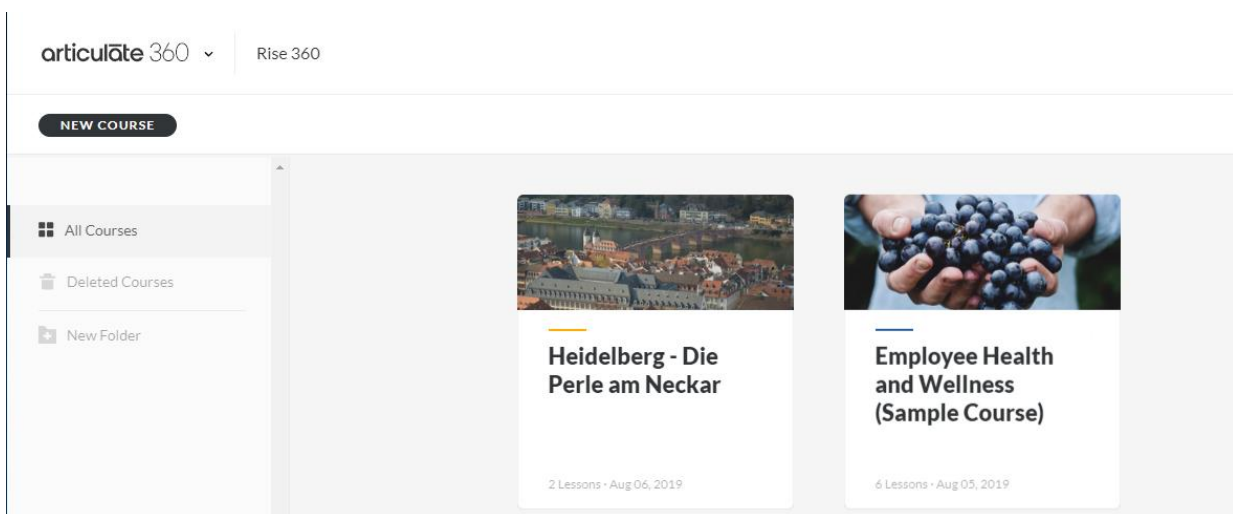 articulāte 360
Rise 360
NEW COURSE
All Courses
Deleted Courses
New Folder
Heidelberg - Die
Perle am Neckar
2 Lessons · Aug 06, 2019
Employee Health
and Wellness
(Sample Course)
6 Lessons · Aug 05, 2019